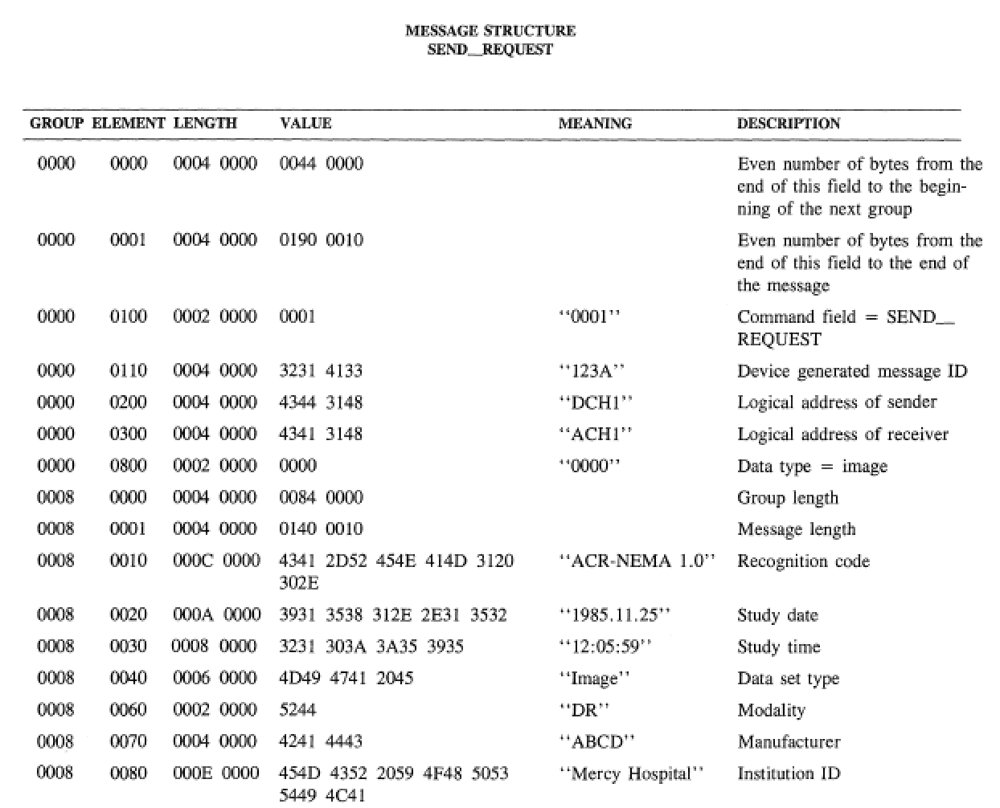 MESSAGE STRUCTURE
SEND__REQUEST
GROUP ELEMENT LENGTH VALUE MEANING DESCRIPTION
0000 0000 0004 0000 0044 0000 Even number of bytes from the
end of this field to the begin-
ning of the next group
0000 0001 0004 0000 0190 0010 Even number of bytes from the
end of this field to the end of
the message
0000 0100 0002 0000 0001 ‘‘0001’’ Command field = SEND__
REQUEST
0000 0110 0004 0000 3231 4133 ‘‘123A’’ Device generated message ID
0000 0200 0004 0000 4344 3148 ‘‘DCH1’’ Logical address of sender
0000 0300 0004 0000 4341 3148 ‘‘ACH1’’ Logical address of receiver
0000 0800 0002 0000 0000 ‘‘0000’’ Data type = image
0008 0000 0004 0000 0084 0000 Group length
0008 0001 0004 0000 0140 0010 Message length
0008 0010 000C 0000 4341 2D52 454E 414D 3120 ‘‘ACR-NEMA 1.0’’ Recognition code
302E
0008 0020 000A 0000 3931 3538 312E 2E31 3532 ‘‘1985.11.25’’ Study date
0008 0030 0008 0000 3231 303A 3A35 3935 ‘‘12:05:59’’ Study time
0008 0040 0006 0000 4D49 4741 2045 ‘‘Image’’ Data set type
0008 0060 0002 0000 5244 ‘‘DR’’ Modality
0008 0070 0004 0000 4241 4443 ‘‘ABCD’’ Manufacturer
0008 0080 000E 0000 454D 4352 2059 4F48 5053 ‘‘Mercy Hospital’’ Institution ID
5449 4C41